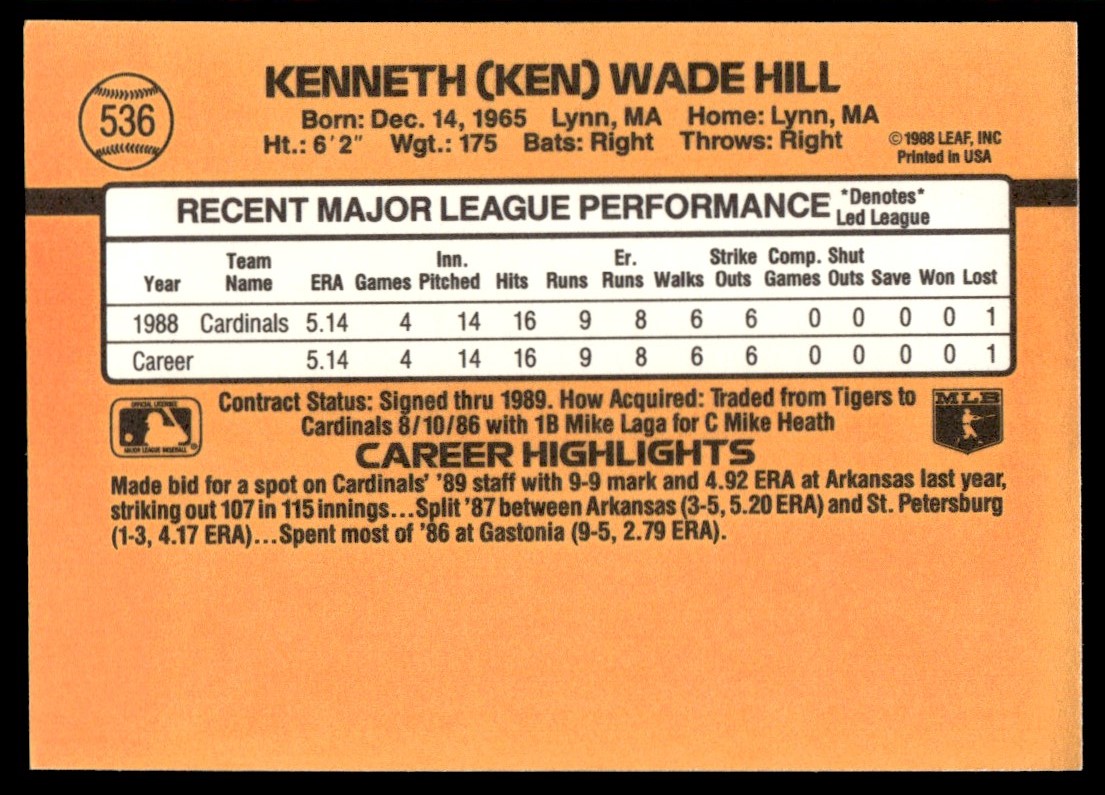 536
KENNETH (KEN) WADE HILL
Born: Dec. 14, 1965 Lynn, MA Home: Lynn, MA
Ht.: 6'2" Wgt.: 175 Bats: Right Throws: Right
©1988 LEAF, INC
Printed in USA
RECENT MAJOR LEAGUE PERFORMANCE *Denotes* Led League
Year Team Name ERA Games Inn. Pitched Hits Runs Er. Runs Walks Strike Outs Comp. Games Shut Outs Save Won Lost
1988 Cardinals 5.14 4 14 16 9 8 6 6 0 0 0 0 1
Career 5.14 4 14 16 9 8 6 6 0 0 0 0 1
OFFICIAL LICENSEE
MAJOR LEAGUE BASEBALL
Contract Status: Signed thru 1989. How Acquired: Traded from Tigers to
Cardinals 8/10/86 with 1B Mike Laga for C Mike Heath
MLB
CAREER HIGHLIGHTS
Made bid for a spot on Cardinals' '89 staff with 9-9 mark and 4.92 ERA at Arkansas last year,
striking out 107 in 115 innings...Split '87 between Arkansas (3-5, 5.20 ERA) and St. Petersburg
(1-3, 4.17 ERA)...Spent most of '86 at Gastonia (9-5, 2.79 ERA).